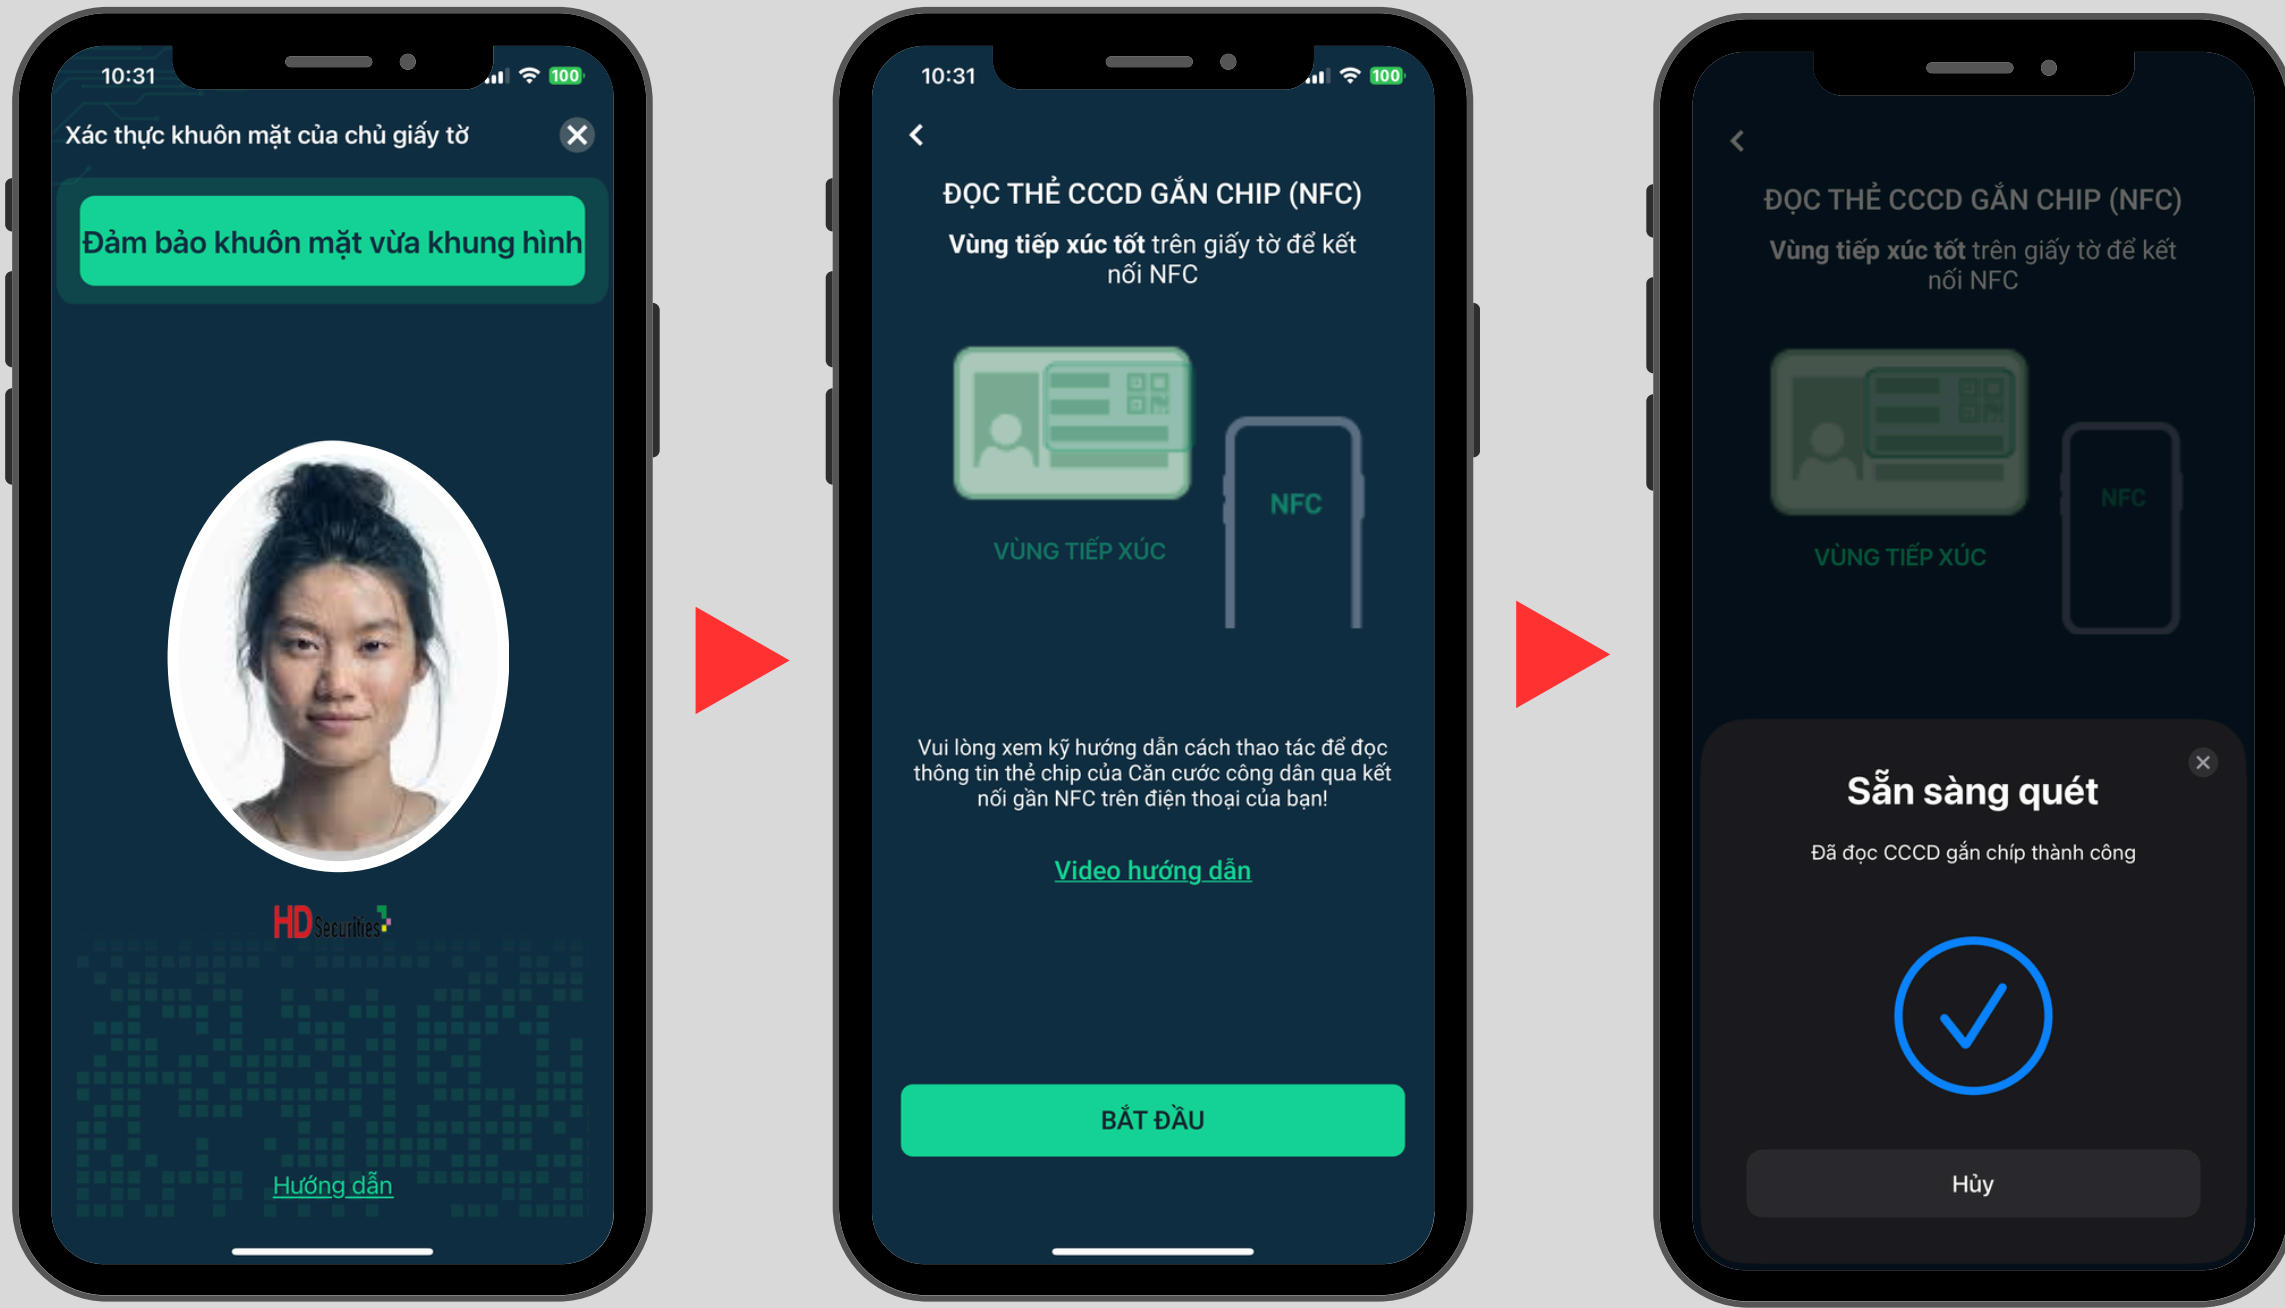 10:31
100
Xác thực khuôn mặt của chủ giấy tờ
Đảm bảo khuôn mặt vừa khung hình
HD Securities
Hướng dẫn
10:31
100
ĐỌC THẺ CCCD GẮN CHIP (NFC)
Vùng tiếp xúc tốt trên giấy tờ để kết
nối NFC
NFC
VÙNG TIẾP XÚC
Vui lòng xem kỹ hướng dẫn cách thao tác để đọc
thông tin thẻ chip của Căn cước công dân qua kết
nối gần NFC trên điện thoại của bạn!
Video hướng dẫn
BẮT ĐẦU
ĐỌC THẺ CCCD GẮN CHIP (NFC)
Vùng tiếp xúc tốt trên giấy tờ để kết
nối NFC
NFC
VÙNG TIẾP XÚC
Sẵn sàng quét
Đã đọc CCCD gắn chíp thành công
Hủy